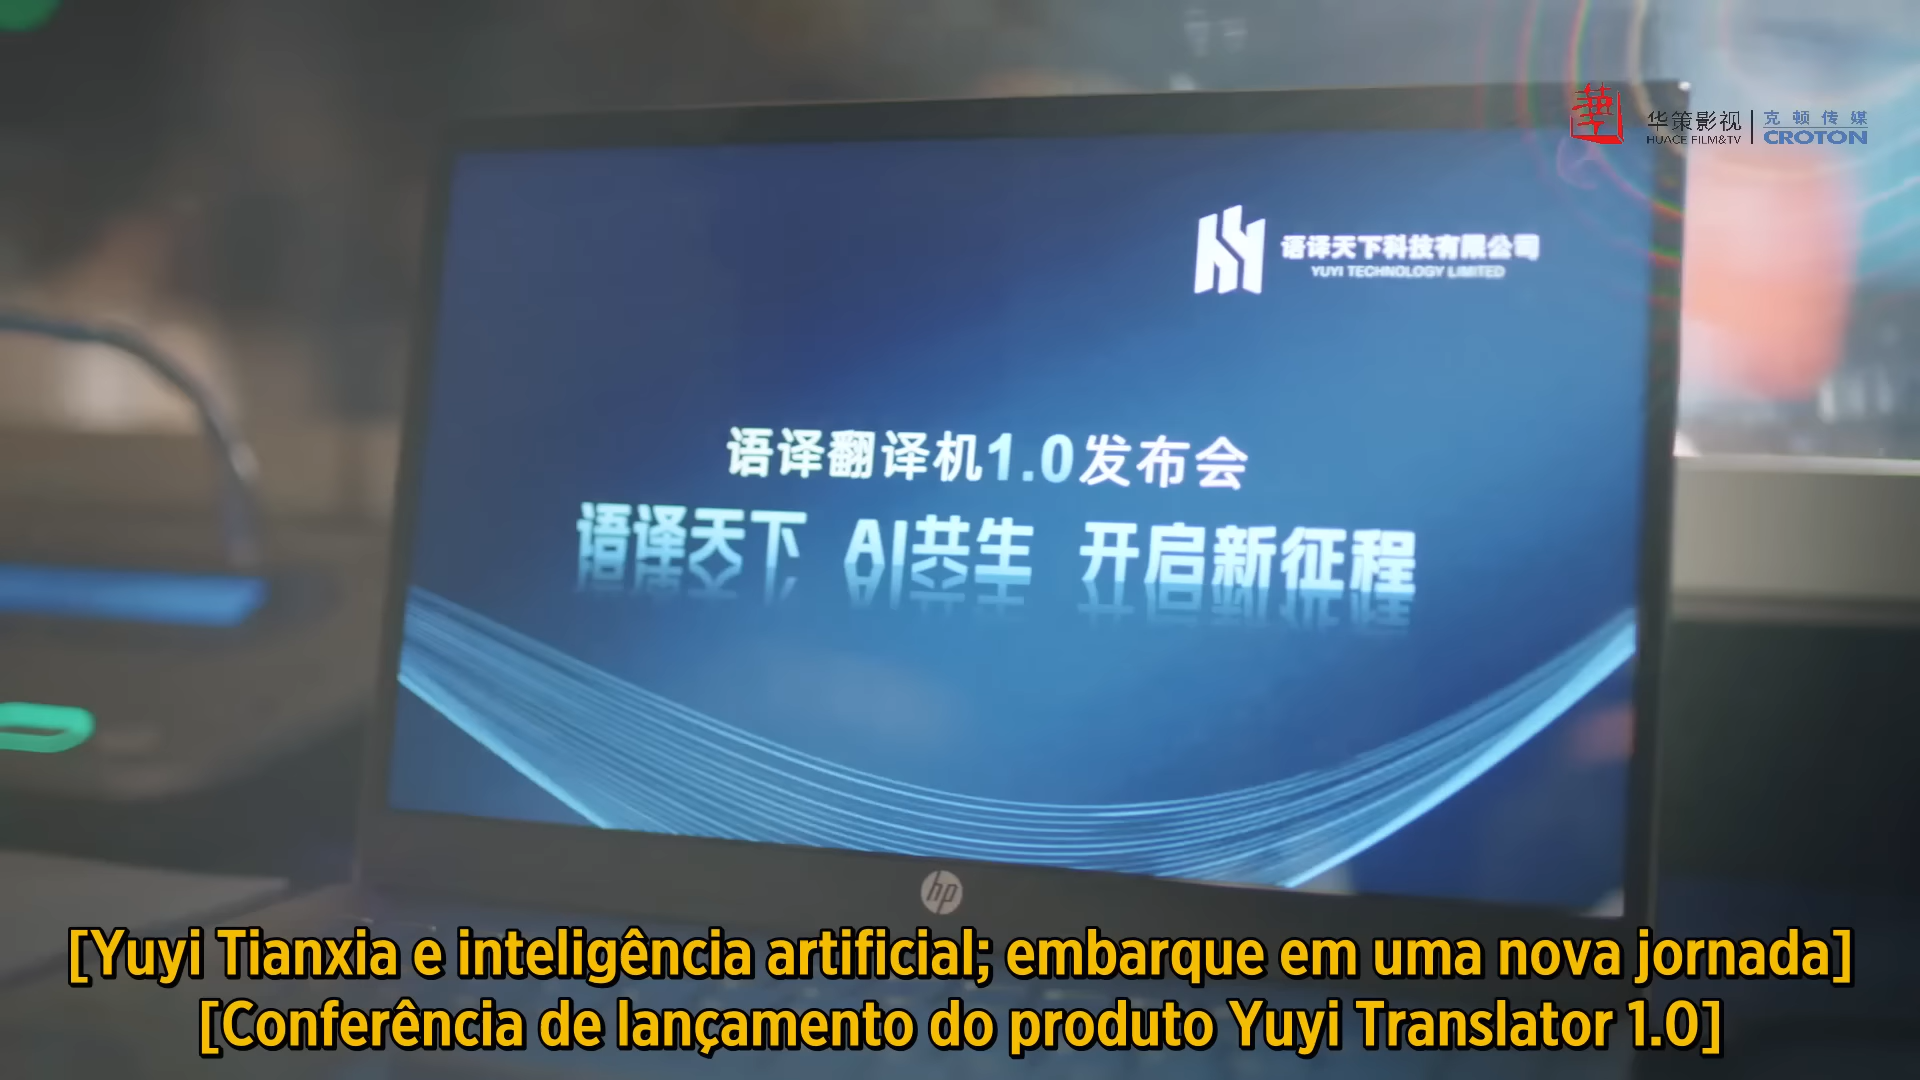 華
华策影视
HUACE FILM&TV
克顿传媒
CROTON
语译天下科技有限公司
YUYI TECHNOLOGY LIMITED
语译翻译机1.0发布会
语译天下 AI共生 开启新征程
hp
[Yuyi Tianxia e inteligência artificial; embarque em uma nova jornada]
[Conferência de lançamento do produto Yuyi Translator 1.0]